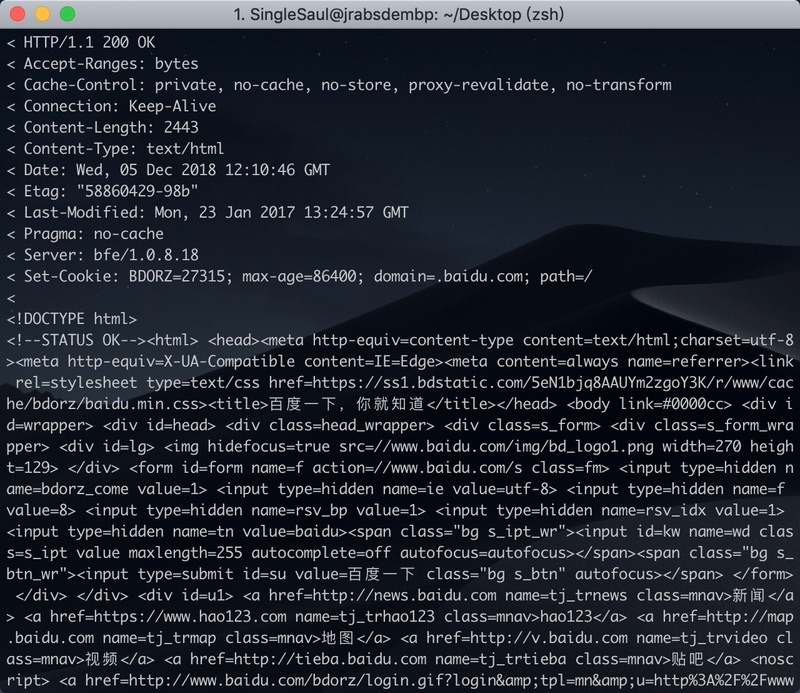 1. SingleSaul@jrabsdembp: ~/Desktop (zsh)
< HTTP/1.1 200 OK
< Accept-Ranges: bytes
< Cache-Control: private, no-cache, no-store, proxy-revalidate, no-transform
< Connection: Keep-Alive
< Content-Length: 2443
< Content-Type: text/html
< Date: Wed, 05 Dec 2018 12:10:46 GMT
< Etag: "58860429-98b"
< Last-Modified: Mon, 23 Jan 2017 13:24:57 GMT
< Pragma: no-cache
< Server: bfe/1.0.8.18
< Set-Cookie: BDORZ=27315; max-age=86400; domain=.baidu.com; path=/
<
<!DOCTYPE html>
<!--STATUS OK--><html> <head><meta http-equiv=content-type content=text/html;charset=utf-8
><meta http-equiv=X-UA-Compatible content=IE=Edge><meta content=always name=referrer><link
 rel=stylesheet type=text/css href=https://ss1.bdstatic.com/5eN1bjq8AAUYm2zgoY3K/r/www/cac
he/bdorz/baidu.min.css><title>百度一下，你就知道</title></head> <body link=#0000cc> <div i
d=wrapper> <div id=head> <div class=head_wrapper> <div class=s_form> <div class=s_form_wra
pper> <div id=lg> <img hidefocus=true src=//www.baidu.com/img/bd_logo1.png width=270 heigh
t=129> </div> <form id=form name=f action=//www.baidu.com/s class=fm> <input type=hidden n
ame=bdorz_come value=1> <input type=hidden name=ie value=utf-8> <input type=hidden name=f
value=8> <input type=hidden name=rsv_bp value=1> <input type=hidden name=rsv_idx value=1>
<input type=hidden name=tn value=baidu><span class="bg s_ipt_wr"><input id=kw name=wd clas
s=s_ipt value maxlength=255 autocomplete=off autofocus=autofocus></span><span class="bg s_
btn_wr"><input type=submit id=su value=百度一下 class="bg s_btn" autofocus></span> </form>
 </div> </div> <div id=u1> <a href=http://news.baidu.com name=tj_trnews class=mnav>新闻</a
> <a href=https://www.hao123.com name=tj_trhao123 class=mnav>hao123</a> <a href=http://map
.baidu.com name=tj_trmap class=mnav>地图</a> <a href=http://v.baidu.com name=tj_trvideo cl
ass=mnav>视频</a> <a href=http://tieba.baidu.com name=tj_trtieba class=mnav>贴吧</a> <nosc
ript> <a href=http://www.baidu.com/bdorz/login.gif?login&amp;tpl=mn&amp;u=http%3A%2F%2Fwww